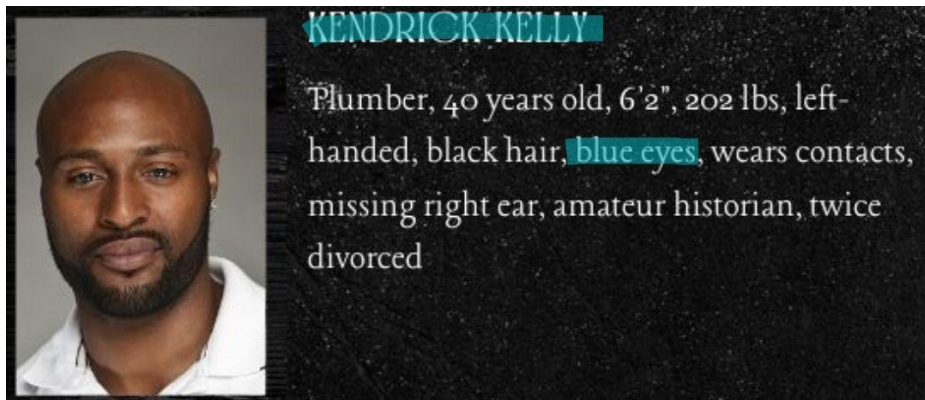 KENDRICK KELLY
Plumber, 40 years old, 6'2", 202 lbs, left-
handed, black hair, blue eyes, wears contacts,
missing right ear, amateur historian, twice
divorced